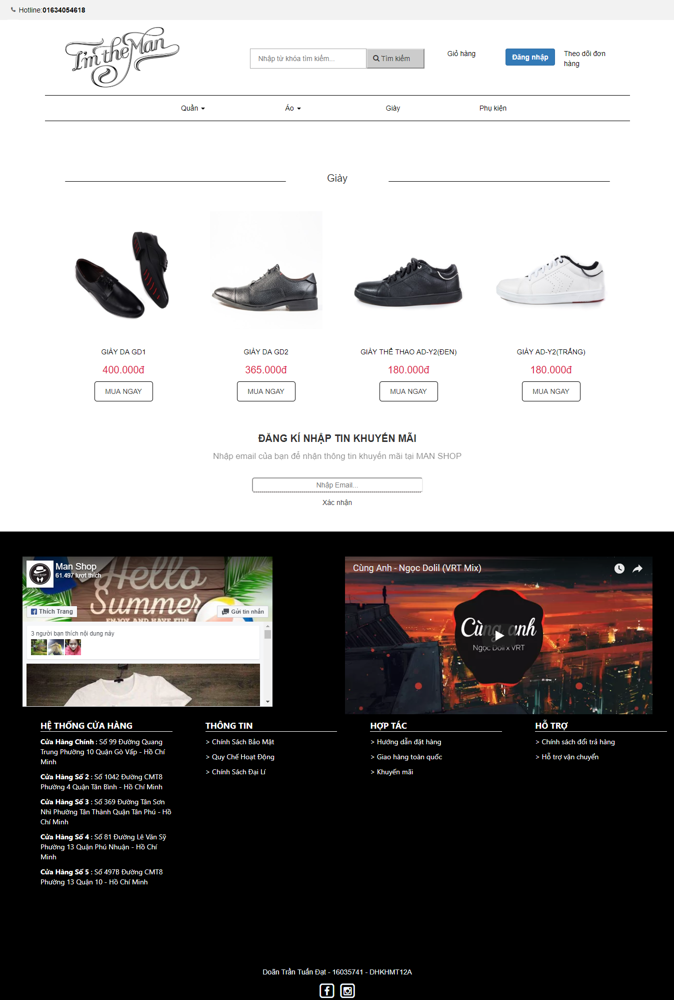 Hotline:01634054618
I'm the Man
Nhập từ khóa tìm kiếm...
Tìm kiếm
Giỏ hàng
Đăng nhập
Theo dõi đơn
hàng
Quần
Áo
Giày
Phụ kiện
Giày
GIÀY DA GD1
GIÀY DA GD2
GIÀY THỂ THAO AD-Y2(ĐEN)
GIÀY AD-Y2(TRẮNG)
400.000đ
365.000đ
180.000đ
180.000đ
MUA NGAY
MUA NGAY
MUA NGAY
MUA NGAY
ĐĂNG KÍ NHẬP TIN KHUYẾN MÃI
Nhập email của bạn để nhận thông tin khuyến mãi tại MAN SHOP
Nhập Email...
Xác nhận
Man Shop
61.497 lượt thích
MAN SHOP
Hello
Summer
ENJOY AND HAVE FUN
Thích Trang
Gửi tin nhắn
3 người bạn thích nội dung này
Cùng Anh - Ngọc Dolil (VRT Mix)
Cùng anh
Ngọc Dolil x VRT
HỆ THỐNG CỬA HÀNG
Cửa Hàng Chính : Số 99 Đường Quang
Trung Phường 10 Quận Gò Vấp - Hồ Chí
Minh
Cửa Hàng Số 2 : Số 1042 Đường CMT8
Phường 4 Quận Tân Bình - Hồ Chí Minh
Cửa Hàng Số 3 : Số 369 Đường Tân Sơn
Nhì Phường Tân Thành Quận Tân Phú - Hồ
Chí Minh
Cửa Hàng Số 4 : Số 81 Đường Lê Văn Sỹ
Phường 13 Quận Phú Nhuận - Hồ Chí
Minh
Cửa Hàng Số 5 : Số 497B Đường CMT8
Phường 13 Quận 10 - Hồ Chí Minh
THÔNG TIN
> Chính Sách Bảo Mật
> Quy Chế Hoạt Động
> Chính Sách Đại Lí
HỢP TÁC
> Hướng dẫn đặt hàng
> Giao hàng toàn quốc
> Khuyến mãi
HỖ TRỢ
> Chính sách đổi trả hàng
> Hỗ trợ vận chuyển
Doãn Trần Tuấn Đạt - 16035741 - DHKHMT12A